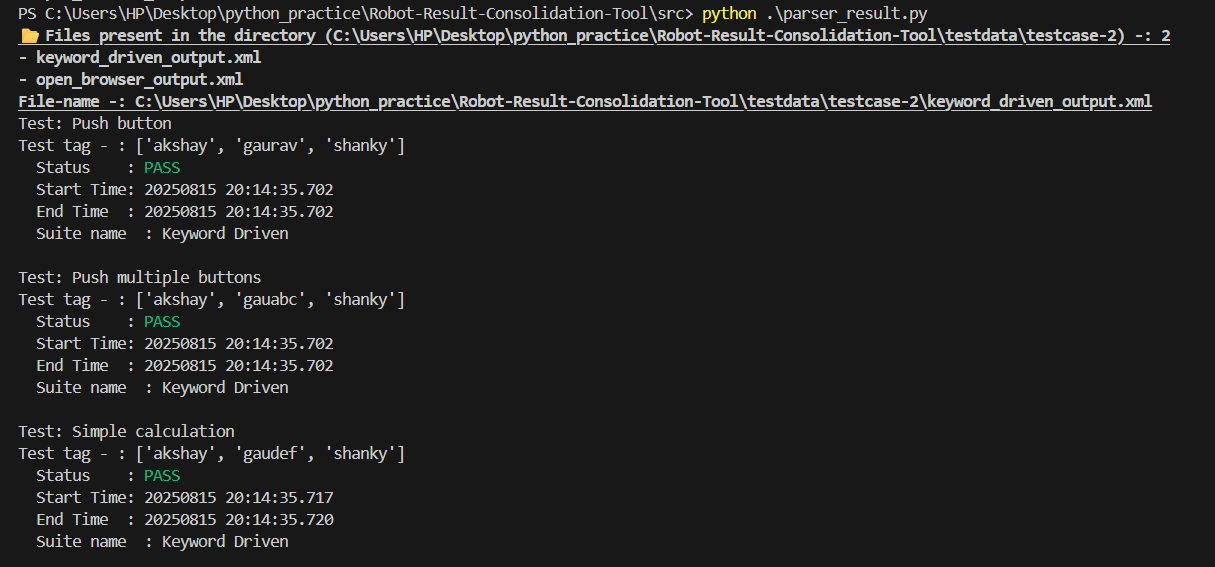 PS C:\Users\HP\Desktop\python_practice\Robot-Result-Consolidation-Tool\src> python .\parser_result.py
📂 Files present in the directory (C:\Users\HP\Desktop\python_practice\Robot-Result-Consolidation-Tool\testdata\testcase-2) -: 2
- keyword_driven_output.xml
- open_browser_output.xml
File-name -: C:\Users\HP\Desktop\python_practice\Robot-Result-Consolidation-Tool\testdata\testcase-2\keyword_driven_output.xml
Test: Push button
Test tag - : ['akshay', 'gaurav', 'shanky']
  Status    : PASS
  Start Time: 20250815 20:14:35.702
  End Time  : 20250815 20:14:35.702
  Suite name  : Keyword Driven

Test: Push multiple buttons
Test tag - : ['akshay', 'gauabc', 'shanky']
  Status    : PASS
  Start Time: 20250815 20:14:35.702
  End Time  : 20250815 20:14:35.702
  Suite name  : Keyword Driven

Test: Simple calculation
Test tag - : ['akshay', 'gaudef', 'shanky']
  Status    : PASS
  Start Time: 20250815 20:14:35.717
  End Time  : 20250815 20:14:35.720
  Suite name  : Keyword Driven